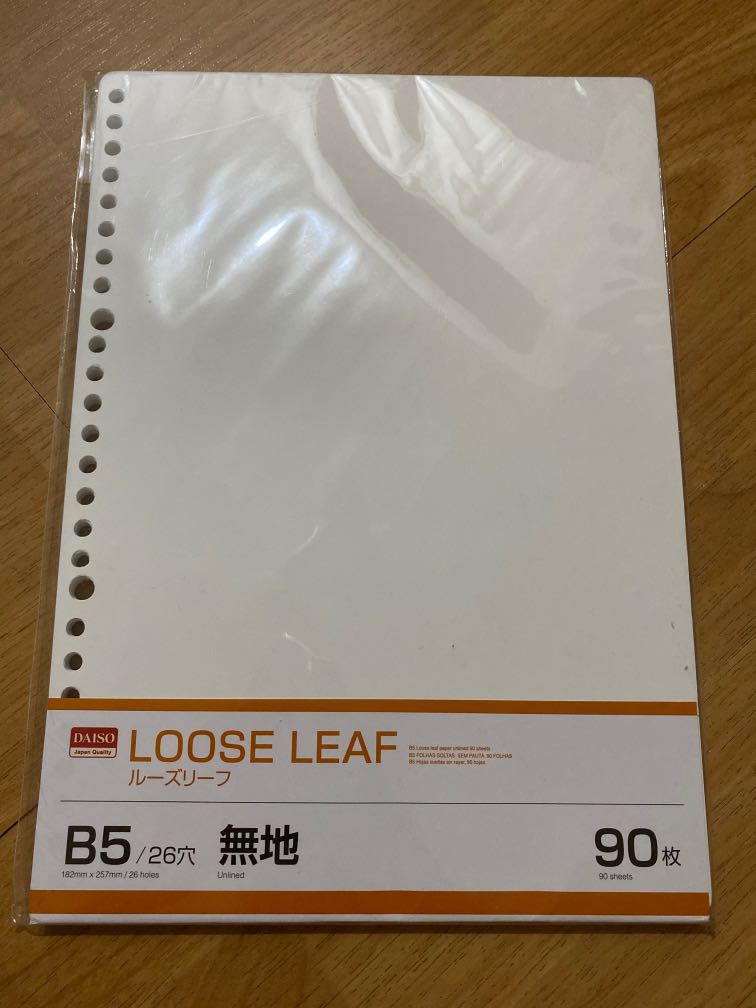 DAISO
Japan Quality
LOOSE LEAF
ルーズリーフ
B5 Loose leaf paper unlined 90 sheets
B5 FOLHAS SOLTAS SEM PAUTA 90 FOLHAS
B5 Hojas sueltas sin rayar, 90 hojas
B5/26穴
182mm x 257mm / 26 holes
無地
Unlined
90枚
90 sheets